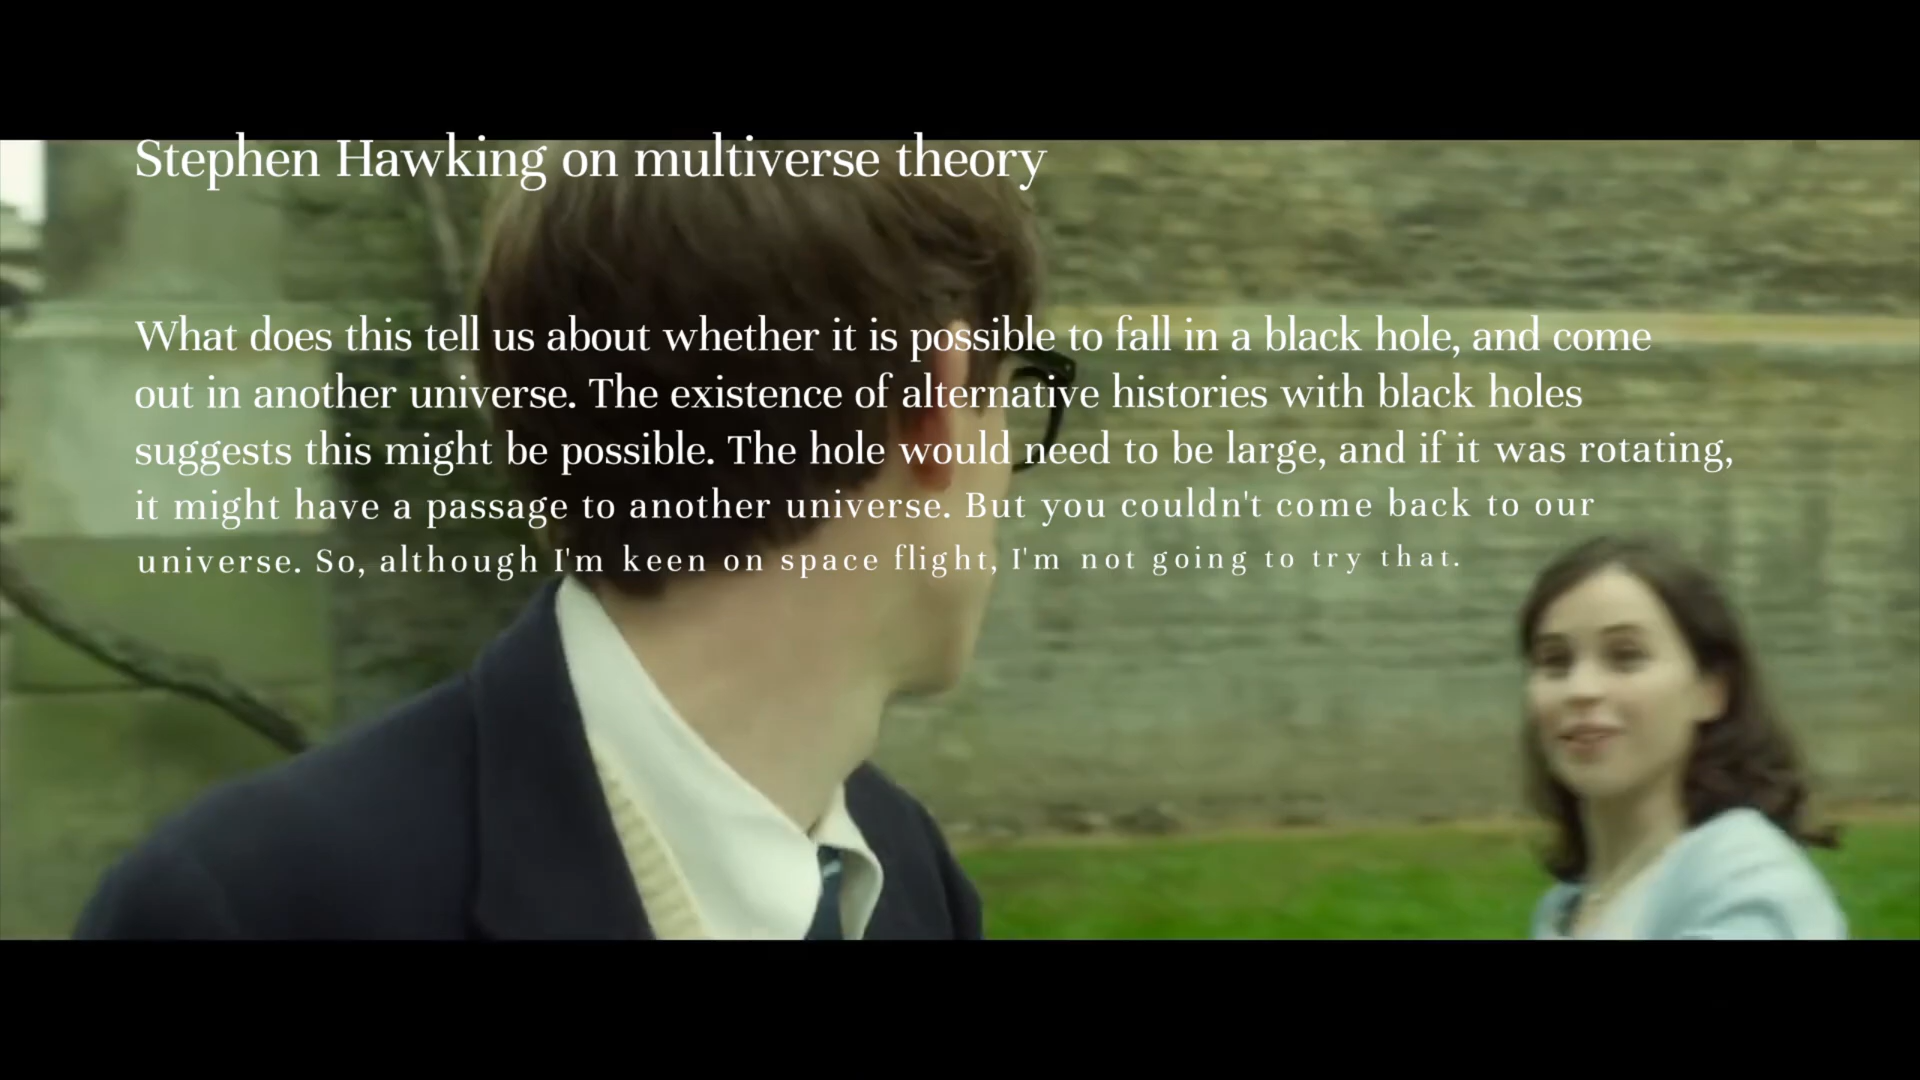 Stephen Hawking on multiverse theory
What does this tell us about whether it is possible to fall in a black hole, and come
out in another universe. The existence of alternative histories with black holes
suggests this might be possible. The hole would need to be large, and if it was rotating,
it might have a passage to another universe. But you couldn't come back to our
universe. So, although I'm keen on space flight, I'm not going to try that.